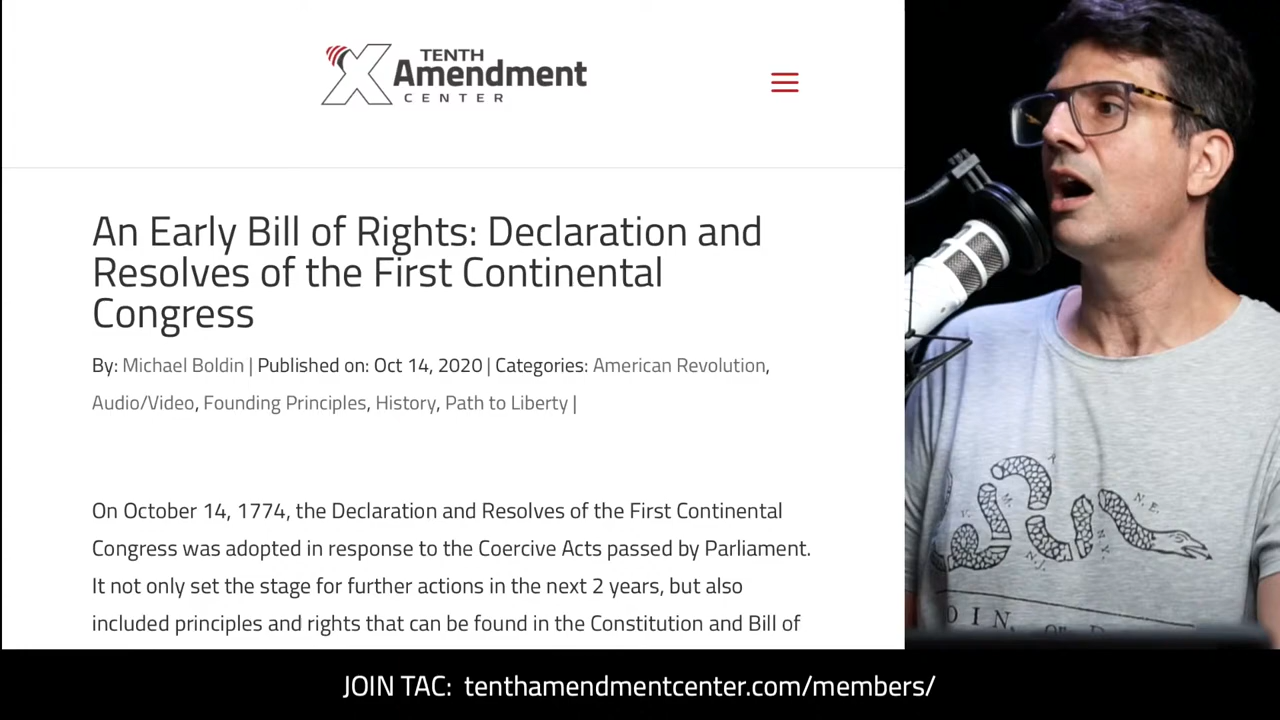 TENTH
Amendment
CENTER
An Early Bill of Rights: Declaration and
Resolves of the First Continental
Congress
By: Michael Boldin | Published on: Oct 14, 2020 | Categories: American Revolution,
Audio/Video, Founding Principles, History, Path to Liberty |
On October 14, 1774, the Declaration and Resolves of the First Continental
Congress was adopted in response to the Coercive Acts passed by Parliament.
It not only set the stage for further actions in the next 2 years, but also
included principles and rights that can be found in the Constitution and Bill of
N.E.
N.J.
OIN, or D
JOIN TAC: tenthamendmentcenter.com/members/